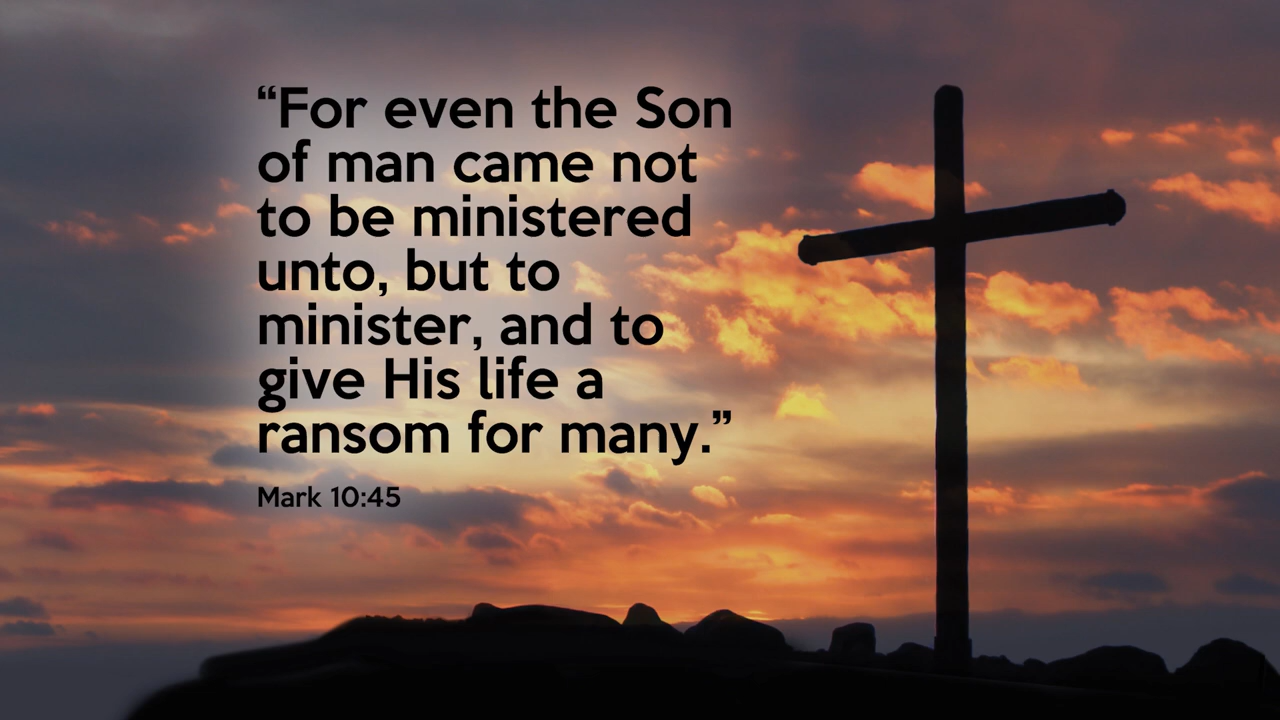 “For even the Son
of man came not
to be ministered
unto, but to
minister, and to
give His life a
ransom for many.”
Mark 10:45